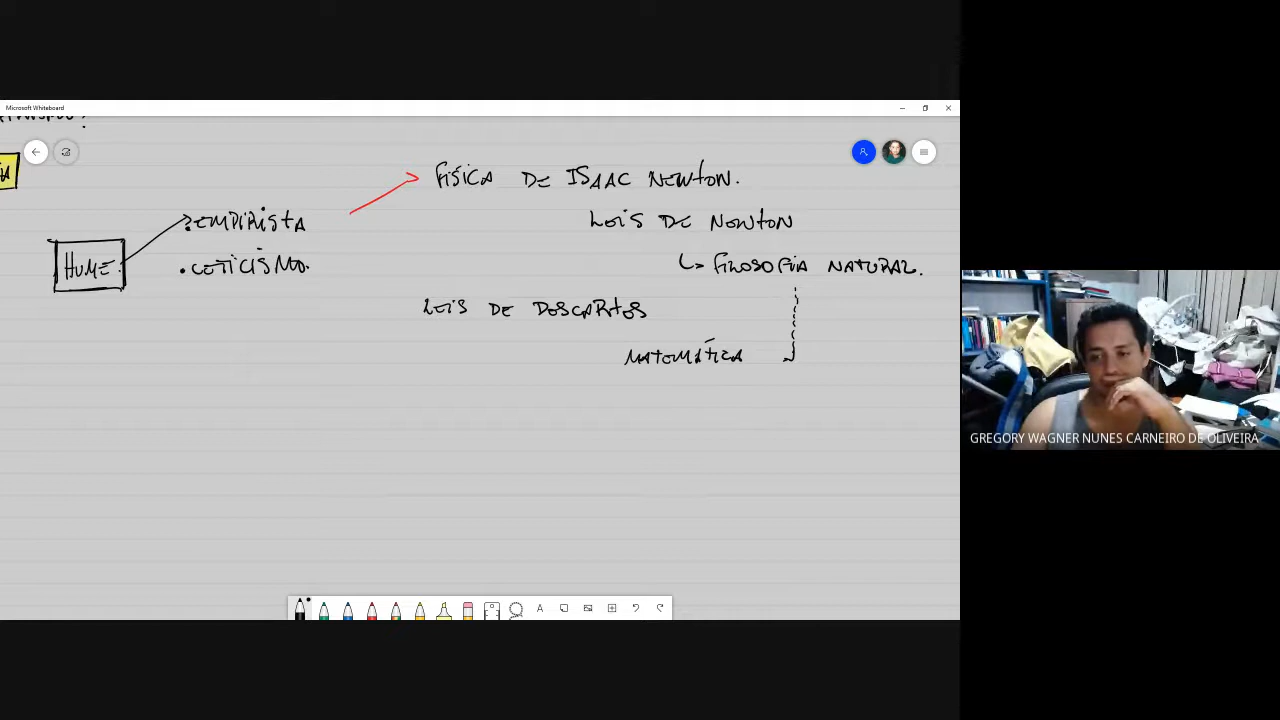 Microsoft Whiteboard
FÍSICA DE ISAAC NEWTON.
EMPIRISTA
LEIS DE NEWTON
HUME
CETICISMO.
FILOSOFIA NATURAL.
LEIS DE DESCARTES
MATEMÁTICA
GREGORY WAGNER NUNES CARNEIRO DE OLIVEIRA
A